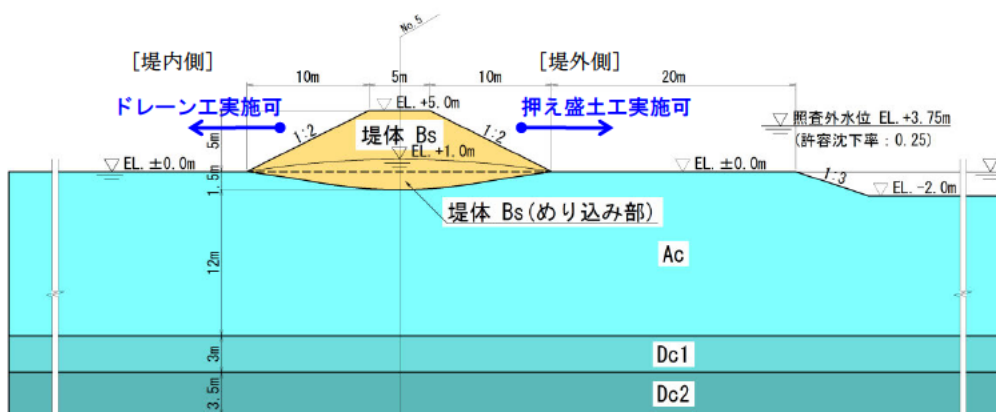 No.5
[堤内側]
[堤外側]
10m
5m
10m
20m
ドレーン工実施可
EL.+5.0m
押え盛土工実施可
照査外水位 EL.+3.75m
(許容沈下率:0.25)
5m
1:2
堤体 Bs
1:2
EL.+1.0m
EL.±0.0m
EL.±0.0m
1:3
EL.-2.0m
1.5m
堤体 Bs(めり込み部)
12m
Ac
3m
Dc1
3.5m
Dc2